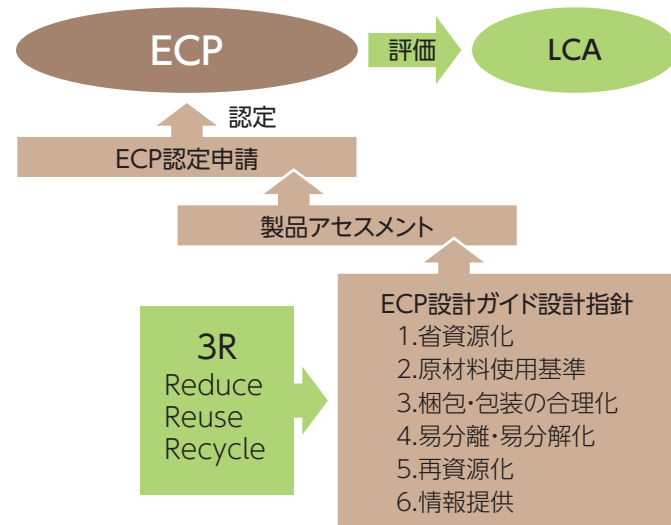 ECP
評価
LCA
認定
ECP認定申請
製品アセスメント
3R
Reduce
Reuse
Recycle
ECP設計ガイド設計指針
1.省資源化
2.原材料使用基準
3.梱包・包装の合理化
4.易分離・易分解化
5.再資源化
6.情報提供